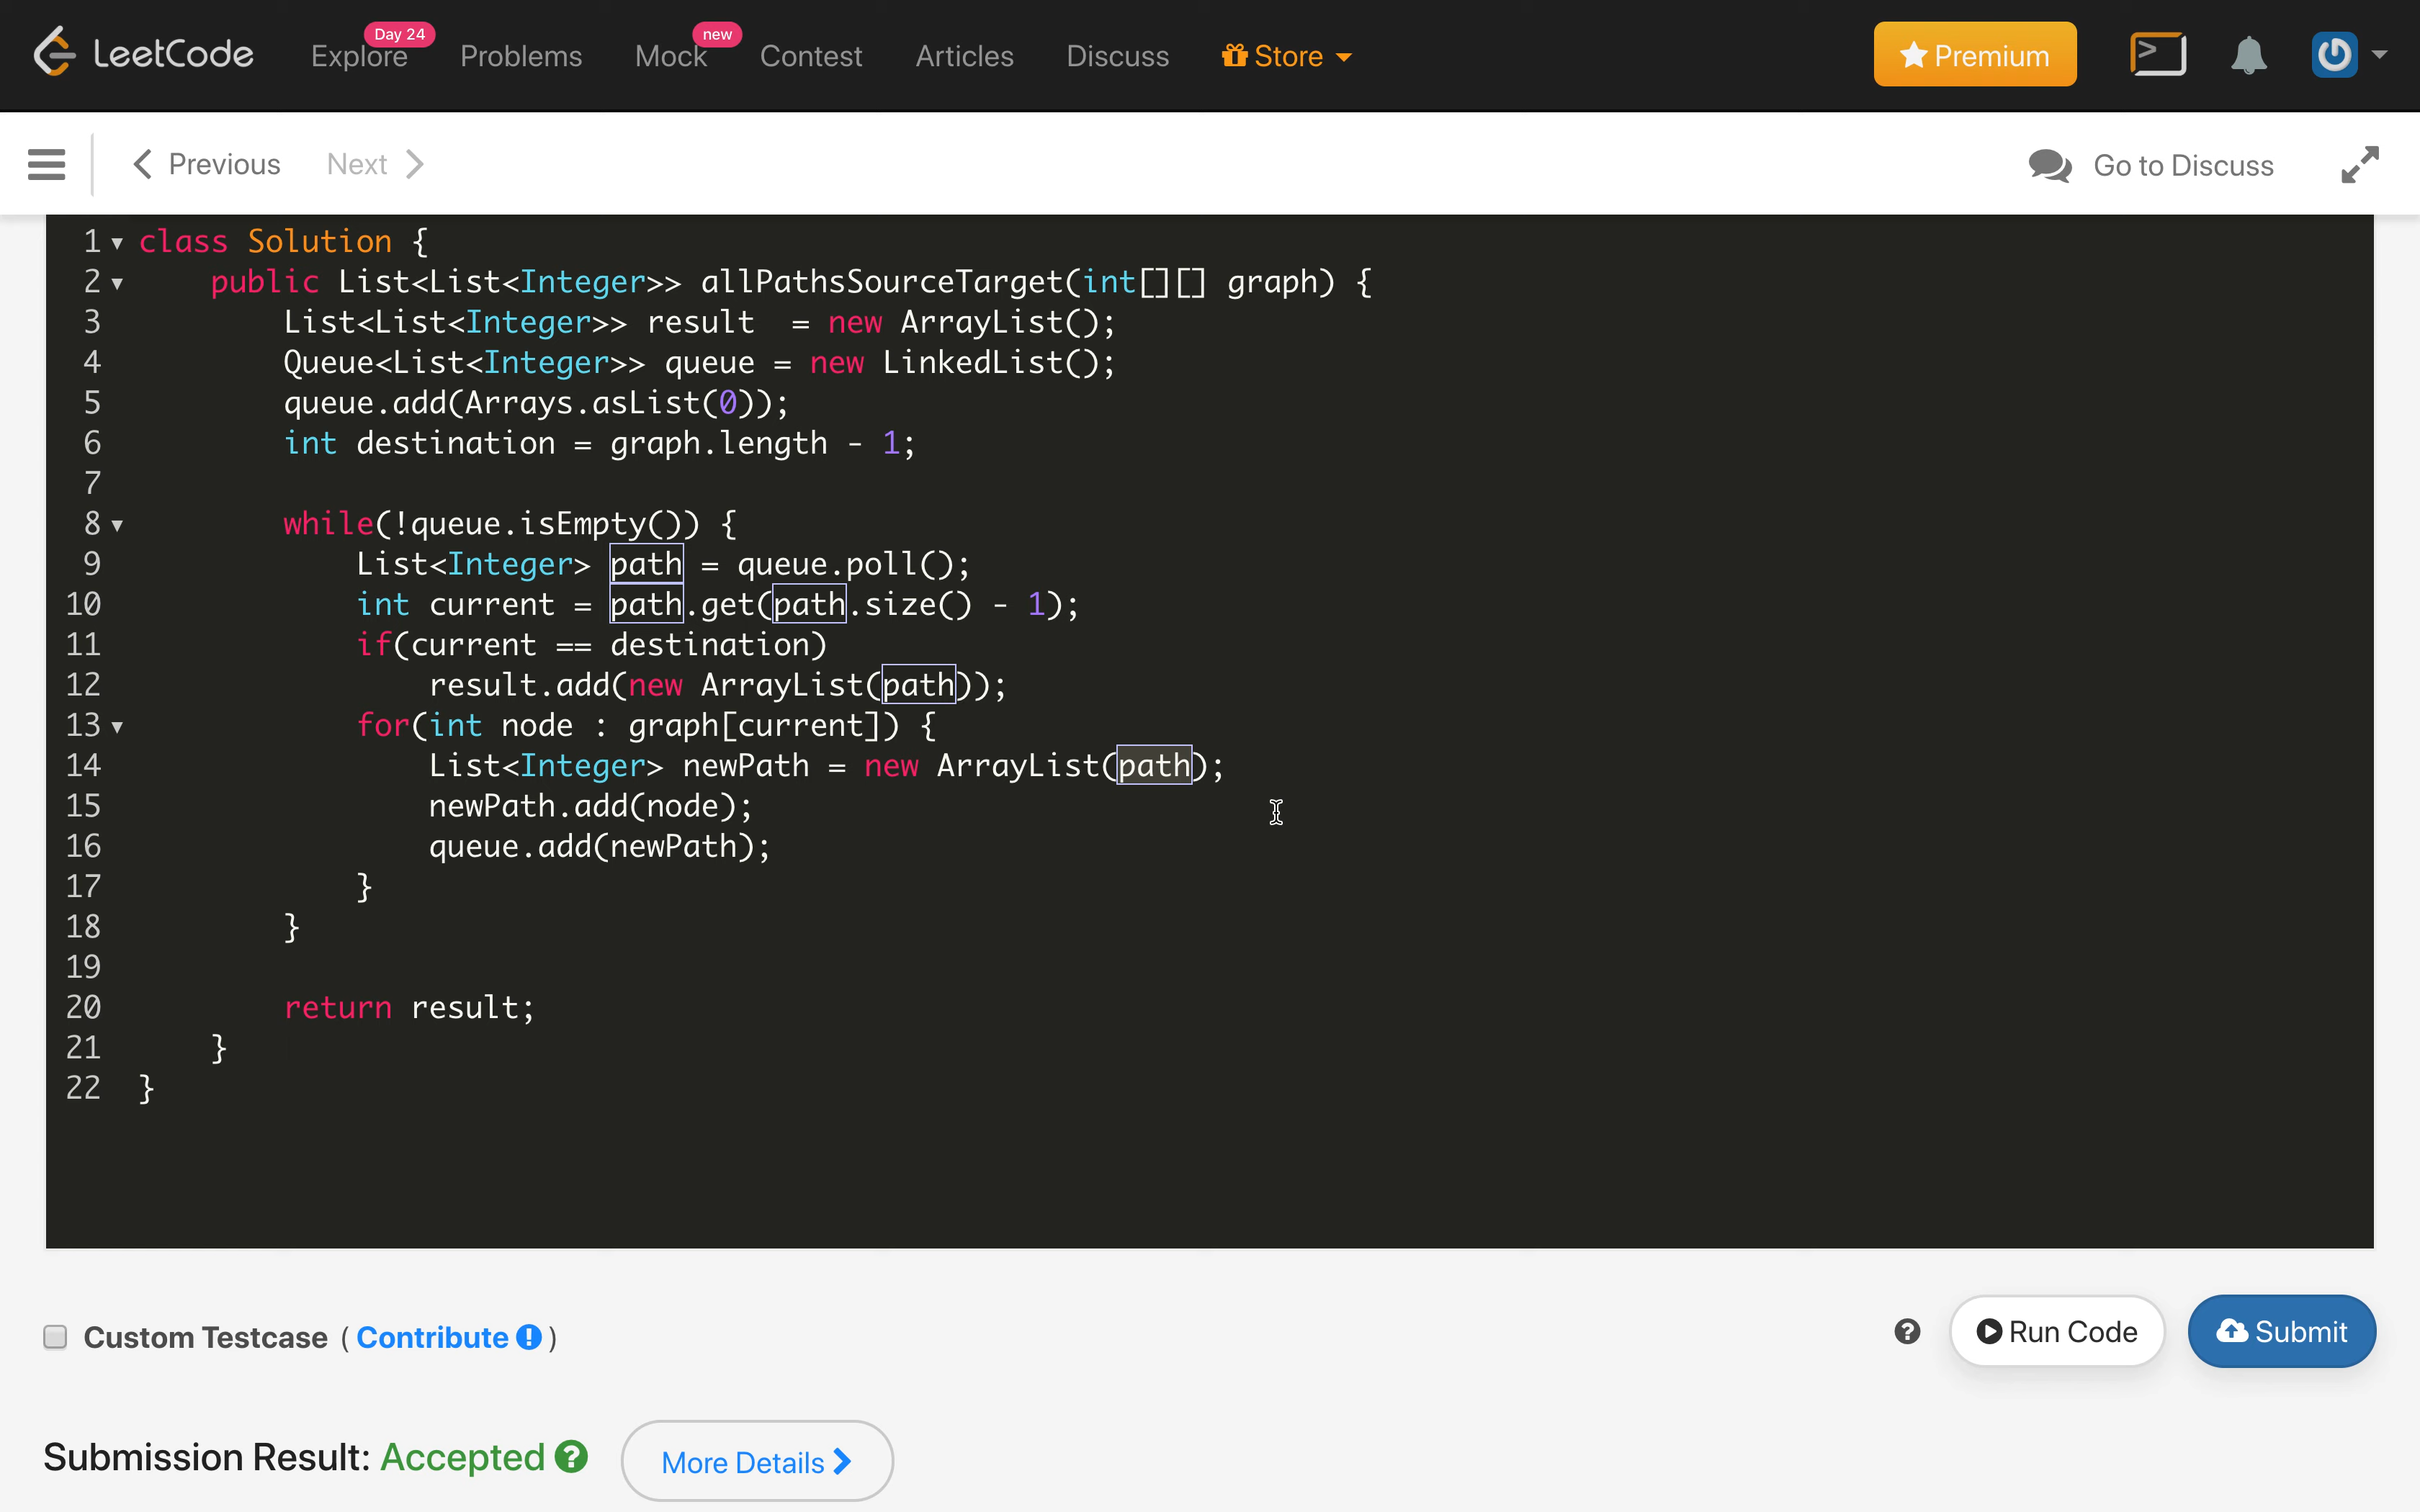 LeetCode Explore Day 24 Problems Mock new Contest Articles Discuss Store Premium
Previous Next Go to Discuss
1 class Solution {
2 public List<List<Integer>> allPathsSourceTarget(int[][] graph) {
3 List<List<Integer>> result  = new ArrayList();
4 Queue<List<Integer>> queue = new LinkedList();
5 queue.add(Arrays.asList(0));
6 int destination = graph.length - 1;
7
8 while(!queue.isEmpty()) {
9 List<Integer> path = queue.poll();
10 int current = path.get(path.size() - 1);
11 if(current == destination)
12 result.add(new ArrayList(path));
13 for(int node : graph[current]) {
14 List<Integer> newPath = new ArrayList(path);
15 newPath.add(node);
16 queue.add(newPath);
17 }
18 }
19
20 return result;
21 }
22 }
Custom Testcase ( Contribute ) Run Code Submit
Submission Result: Accepted More Details